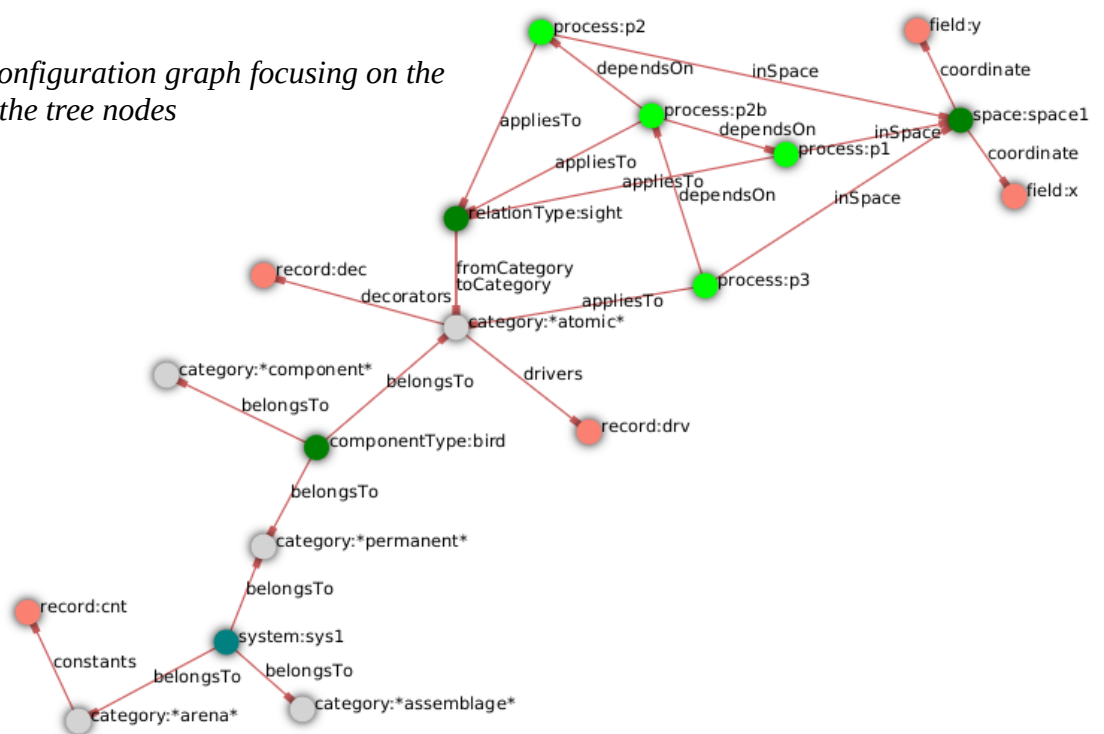 process:p2
field:y
onfiguration graph focusing on the
the tree nodes
dependsOn
inSpace
coordinate
process:p2b
appliesTo
dependsOn
inSpace
space:space1
process:p1
coordinate
appliesTo
appliesTo
dependsOn
inSpace
field:x
relationType:sight
record:dec
fromCategory
toCategory
process:p3
decorators
appliesTo
category:*atomic*
category:*component*
belongsTo
drivers
belongsTo
record:drv
componentType:bird
belongsTo
category:*permanent*
belongsTo
record:cnt
system:sys1
constants
belongsTo
belongsTo
category:*assemblage*
category:*arena*